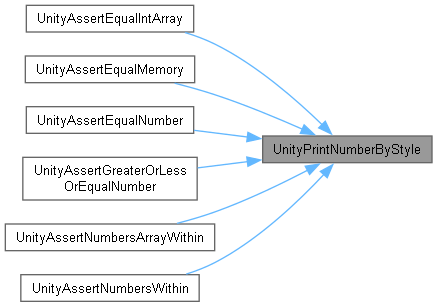 UnityAssertEqualIntArray
UnityAssertEqualMemory
UnityAssertEqualNumber
UnityPrintNumberByStyle
UnityAssertGreaterOrLess
OrEqualNumber
UnityAssertNumbersArrayWithin
UnityAssertNumbersWithin